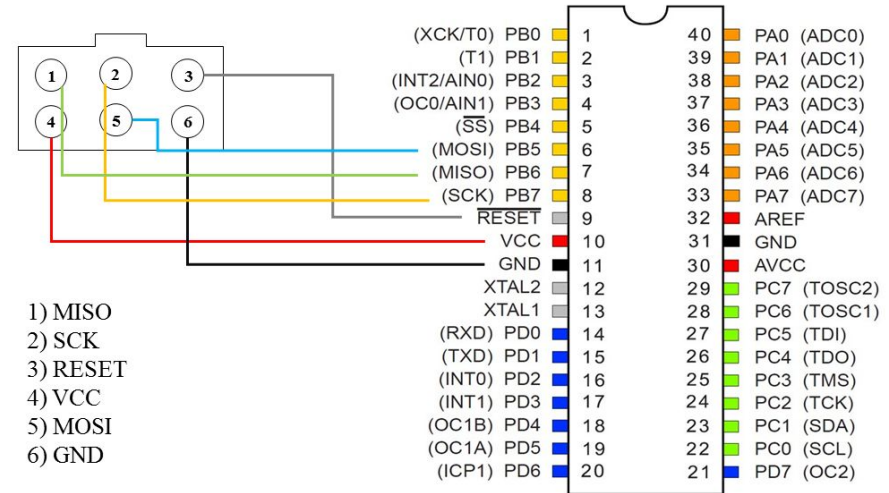 1 2 3
4 5 6
1) MISO
2) SCK
3) RESET
4) VCC
5) MOSI
6) GND
(XCK/T0) PB0 1 40 PA0 (ADC0)
(T1) PB1 2 39 PA1 (ADC1)
(INT2/AIN0) PB2 3 38 PA2 (ADC2)
(OC0/AIN1) PB3 4 37 PA3 (ADC3)
(SS) PB4 5 36 PA4 (ADC4)
(MOSI) PB5 6 35 PA5 (ADC5)
(MISO) PB6 7 34 PA6 (ADC6)
(SCK) PB7 8 33 PA7 (ADC7)
RESET 9 32 AREF
VCC 10 31 GND
GND 11 30 AVCC
XTAL2 12 29 PC7 (TOSC2)
XTAL1 13 28 PC6 (TOSC1)
(RXD) PD0 14 27 PC5 (TDI)
(TXD) PD1 15 26 PC4 (TDO)
(INT0) PD2 16 25 PC3 (TMS)
(INT1) PD3 17 24 PC2 (TCK)
(OC1B) PD4 18 23 PC1 (SDA)
(OC1A) PD5 19 22 PC0 (SCL)
(ICP1) PD6 20 21 PD7 (OC2)